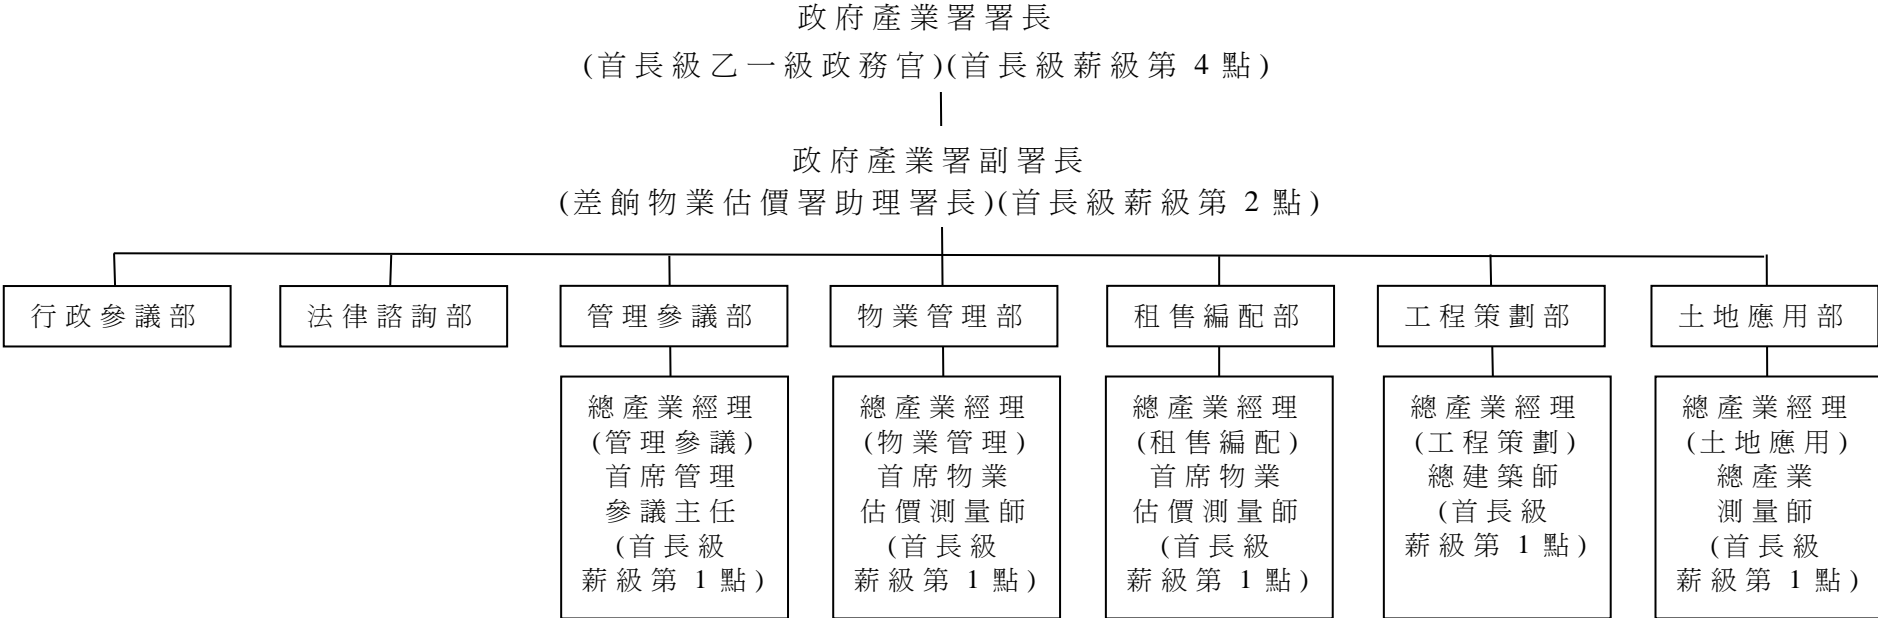 政府產業署署長
(首長級乙一級政務官)(首長級薪級第 4 點)
政府產業署副署長
(差餉物業估價署助理署長)(首長級薪級第 2 點)
行政參議部
法律諮詢部
管理參議部
物業管理部
租售編配部
工程策劃部
土地應用部
總產業經理
(管理參議)
首席管理
參議主任
(首長級
薪級第 1 點)
總產業經理
(物業管理)
首席物業
估價測量師
(首長級
薪級第 1 點)
總產業經理
(租售編配)
首席物業
估價測量師
(首長級
薪級第 1 點)
總產業經理
(工程策劃)
總建築師
(首長級
薪級第 1 點)
總產業經理
(土地應用)
總產業
測量師
(首長級
薪級第 1 點)